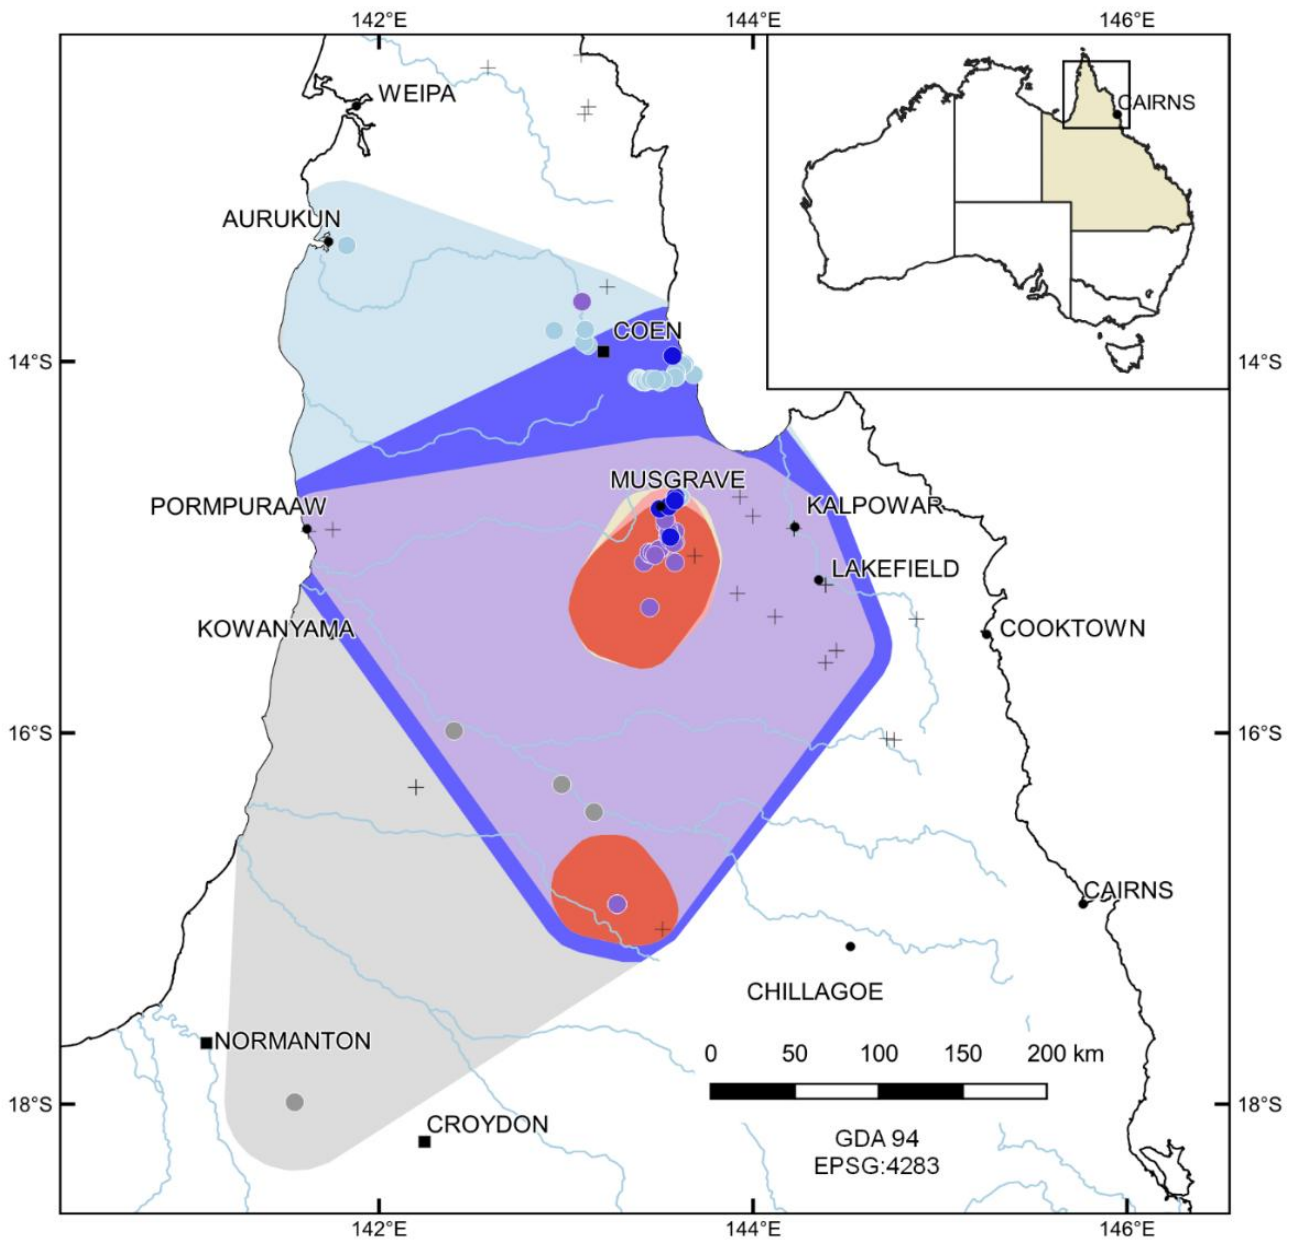 142°E 144°E 146°E
WEIPA
CAIRNS
AURUKUN
COEN
14°S 14°S
MUSGRAVE
PORMPURAAW KALPOWAR
LAKEFIELD
KOWANYAMA COOKTOWN
16°S 16°S
CAIRNS
CHILLAGOE
NORMANTON
0 50 100 150 200 km
18°S 18°S
CROYDON
GDA 94
EPSG:4283
142°E 144°E 146°E